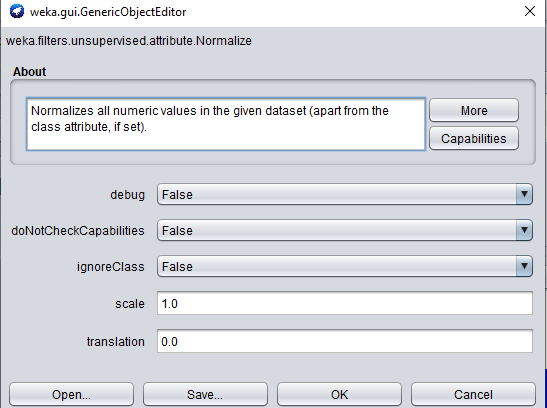 weka.gui.GenericObjectEditor
weka.filters.unsupervised.attribute.Normalize
About
Normalizes all numeric values in the given dataset (apart from the
class attribute, if set).
More
Capabilities
debug False
doNotCheckCapabilities False
ignoreClass False
scale 1.0
translation 0.0
Open... Save... OK Cancel